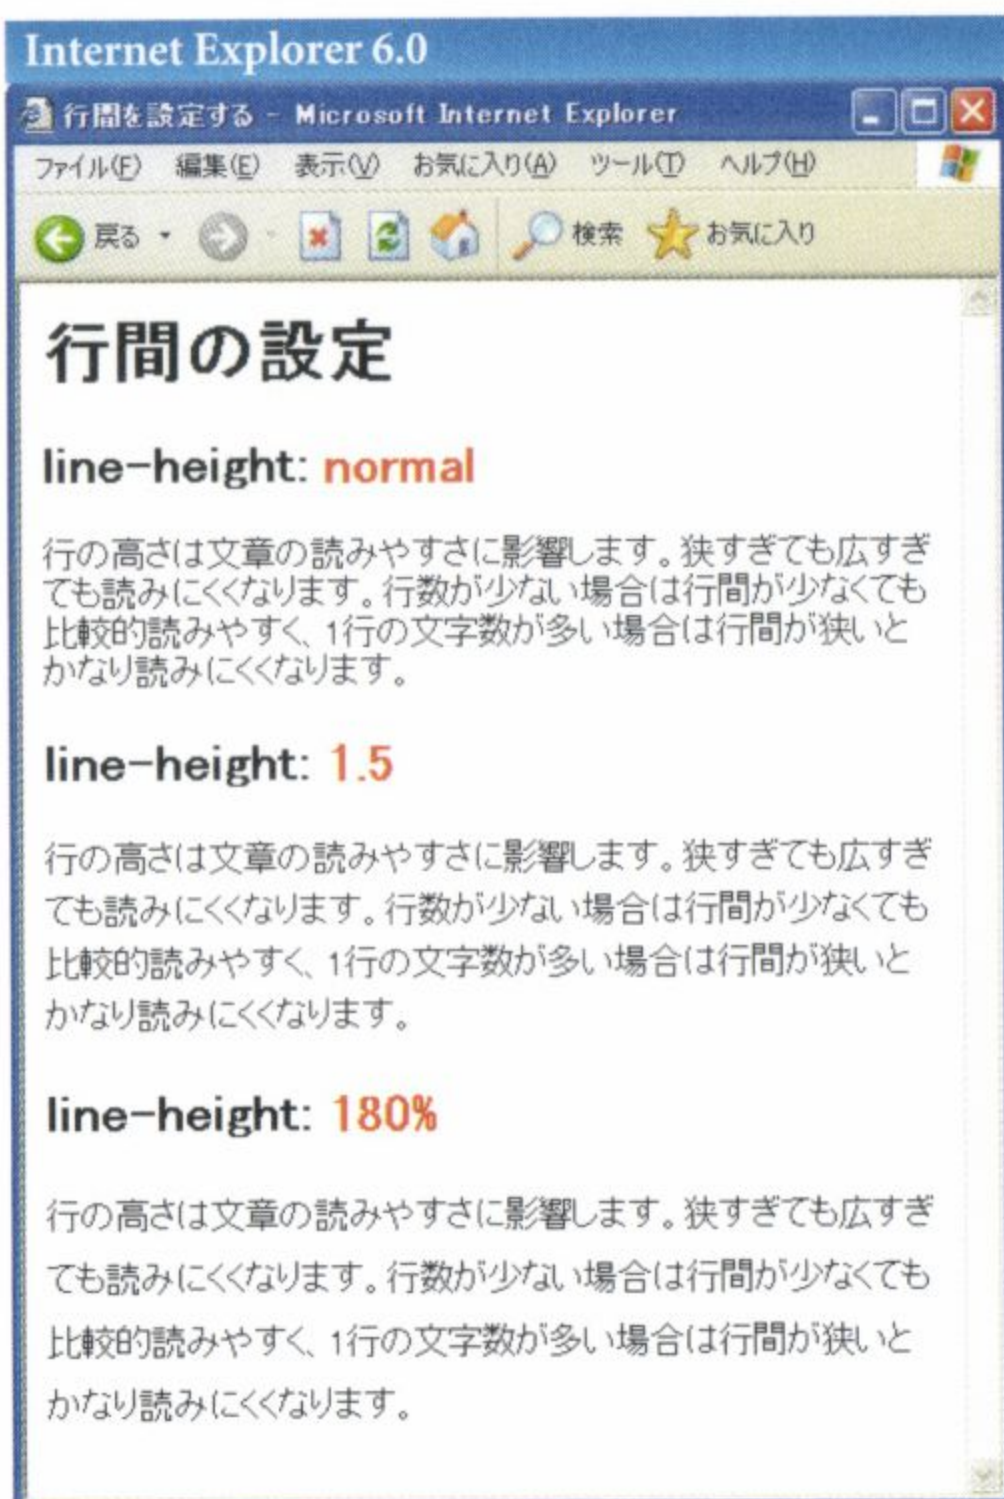 Internet Explorer 6.0
行間を設定する - Microsoft Internet Explorer
ファイル(F) 編集(E) 表示(V) お気に入り(A) ツール(T) ヘルプ(H)
戻る 検索 お気に入り
行間の設定
line-height: normal
行の高さは文章の読みやすさに影響します。狭すぎても広すぎ
ても読みにくくなります。行数が少ない場合は行間が少なくても
比較的読みやすく、1行の文字数が多い場合は行間が狭いと
かなり読みにくくなります。
line-height: 1.5
行の高さは文章の読みやすさに影響します。狭すぎても広すぎ
ても読みにくくなります。行数が少ない場合は行間が少なくても
比較的読みやすく、1行の文字数が多い場合は行間が狭いと
かなり読みにくくなります。
line-height: 180%
行の高さは文章の読みやすさに影響します。狭すぎても広すぎ
ても読みにくくなります。行数が少ない場合は行間が少なくても
比較的読みやすく、1行の文字数が多い場合は行間が狭いと
かなり読みにくくなります。